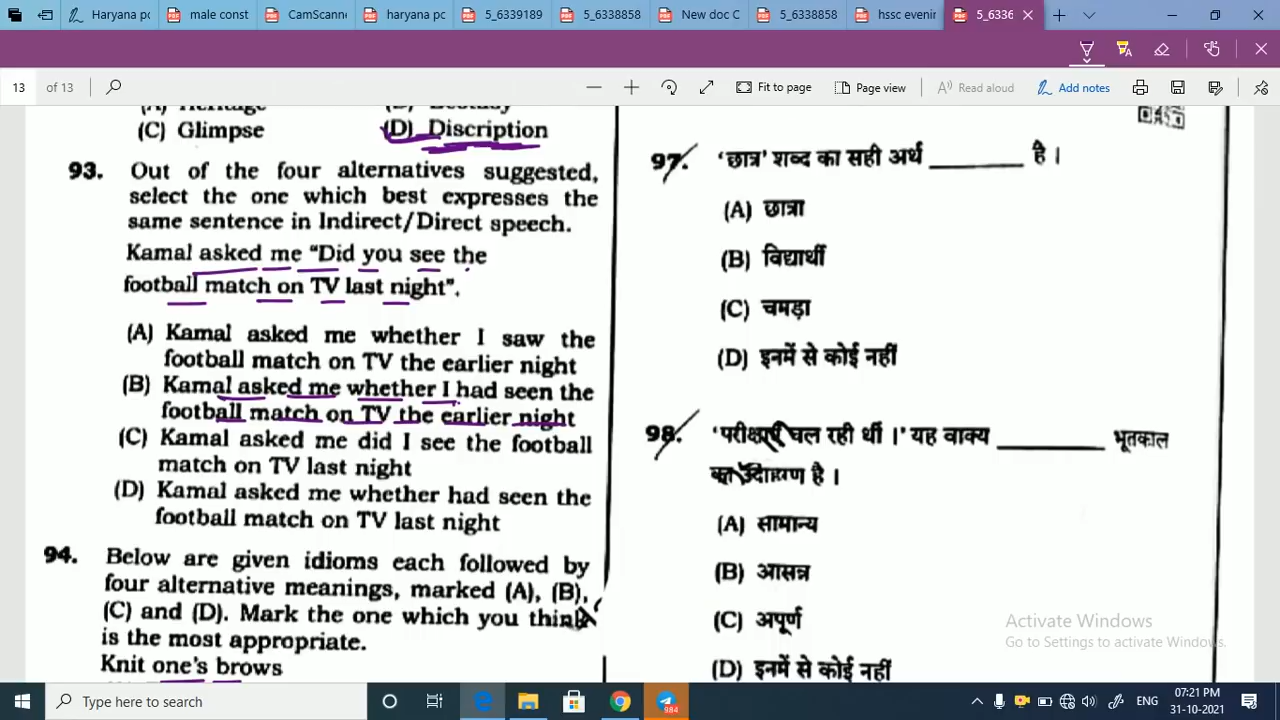 Haryana pc
male const
CamScanne
haryana pc
5_6339189
5_6338858
New doc C
5_6338858
hssc evenir
5_6336
13 of 13
Fit to page
Page view
Read aloud
Add notes
(C) Glimpse (D) Discription
93. Out of the four alternatives suggested,
select the one which best expresses the
same sentence in Indirect/Direct speech.
Kamal asked me “Did you see the
football match on TV last night”.
(A) Kamal asked me whether I saw the
football match on TV the earlier night
(B) Kamal asked me whether I had seen the
football match on TV the earlier night
(C) Kamal asked me did I see the football
match on TV last night
(D) Kamal asked me whether had seen the
football match on TV last night
94. Below are given idioms each followed by
four alternative meanings, marked (A), (B),
(C) and (D). Mark the one which you think
is the most appropriate.
Knit one's brows
97. ‘छात्र’ शब्द का सही अर्थ ________ है ।
(A) छात्रा
(B) विद्यार्थी
(C) चमड़ा
(D) इनमें से कोई नहीं
98. ‘परीक्षाएँ चल रही थीं ।’ यह वाक्य ________ भूतकाल
का उदाहरण है ।
(A) सामान्य
(B) आसन्न
(C) अपूर्ण
(D) इनमें से कोई नहीं
Activate Windows
Go to Settings to activate Windows.
Type here to search
984
ENG
07:21 PM
31-10-2021